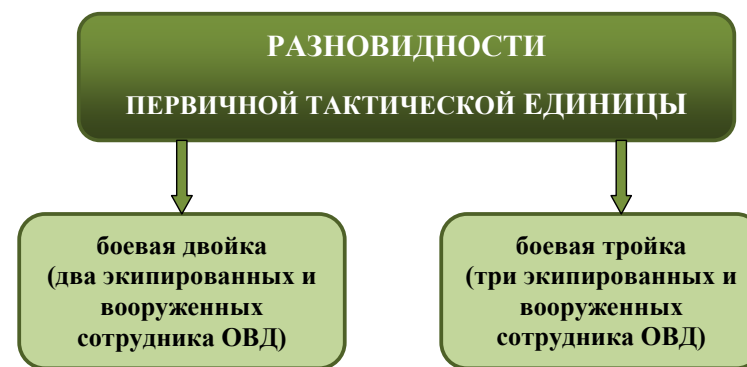 РАЗНОВИДНОСТИ
ПЕРВИЧНОЙ ТАКТИЧЕСКОЙ ЕДИНИЦЫ
боевая двойка
(два экипированных и
вооруженных
сотрудника ОВД)
боевая тройка
(три экипированных и
вооруженных
сотрудника ОВД)